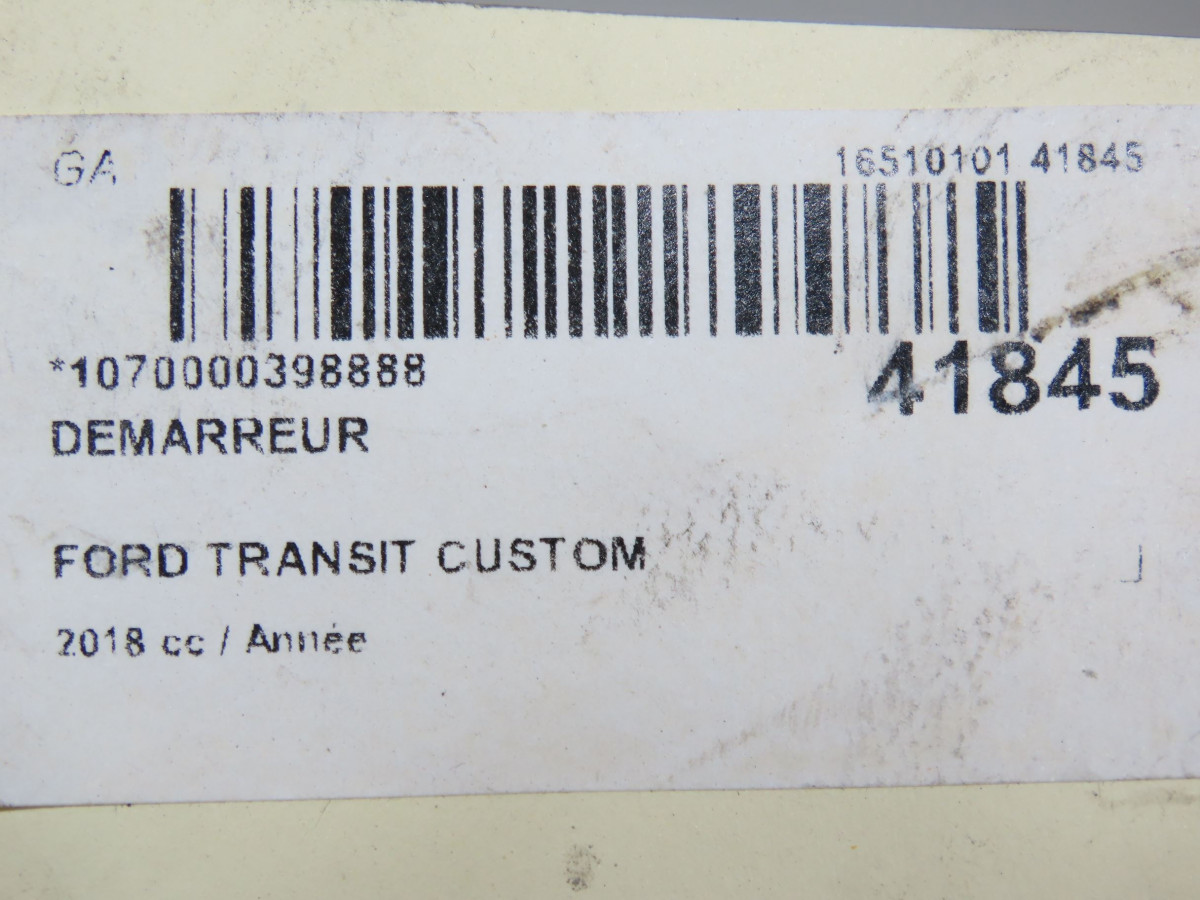 GA
16510101 41845
*1070000398888
41845
DEMARREUR
FORD TRANSIT CUSTOM
2018 cc / Année